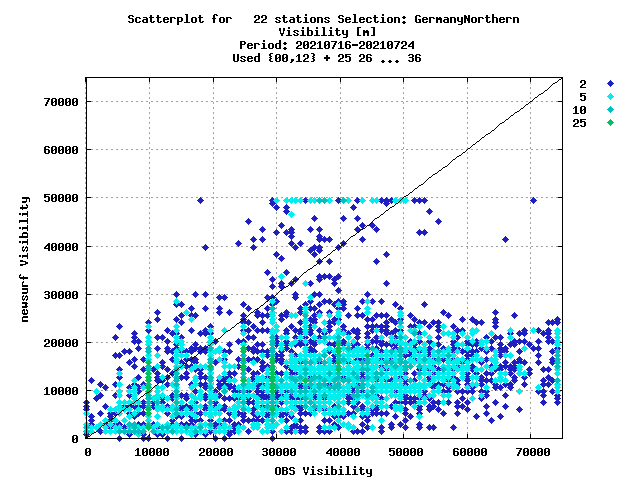 Scatterplot for 22 stations Selection: GermanyNorthern
Visibility [m]
Period: 20210716-20210724
Used {00,12} + 25 26 ... 36
2
5
10
25
70000
60000
50000
40000
30000
20000
10000
0
newsurf Visibility
0 10000 20000 30000 40000 50000 60000 70000
OBS Visibility